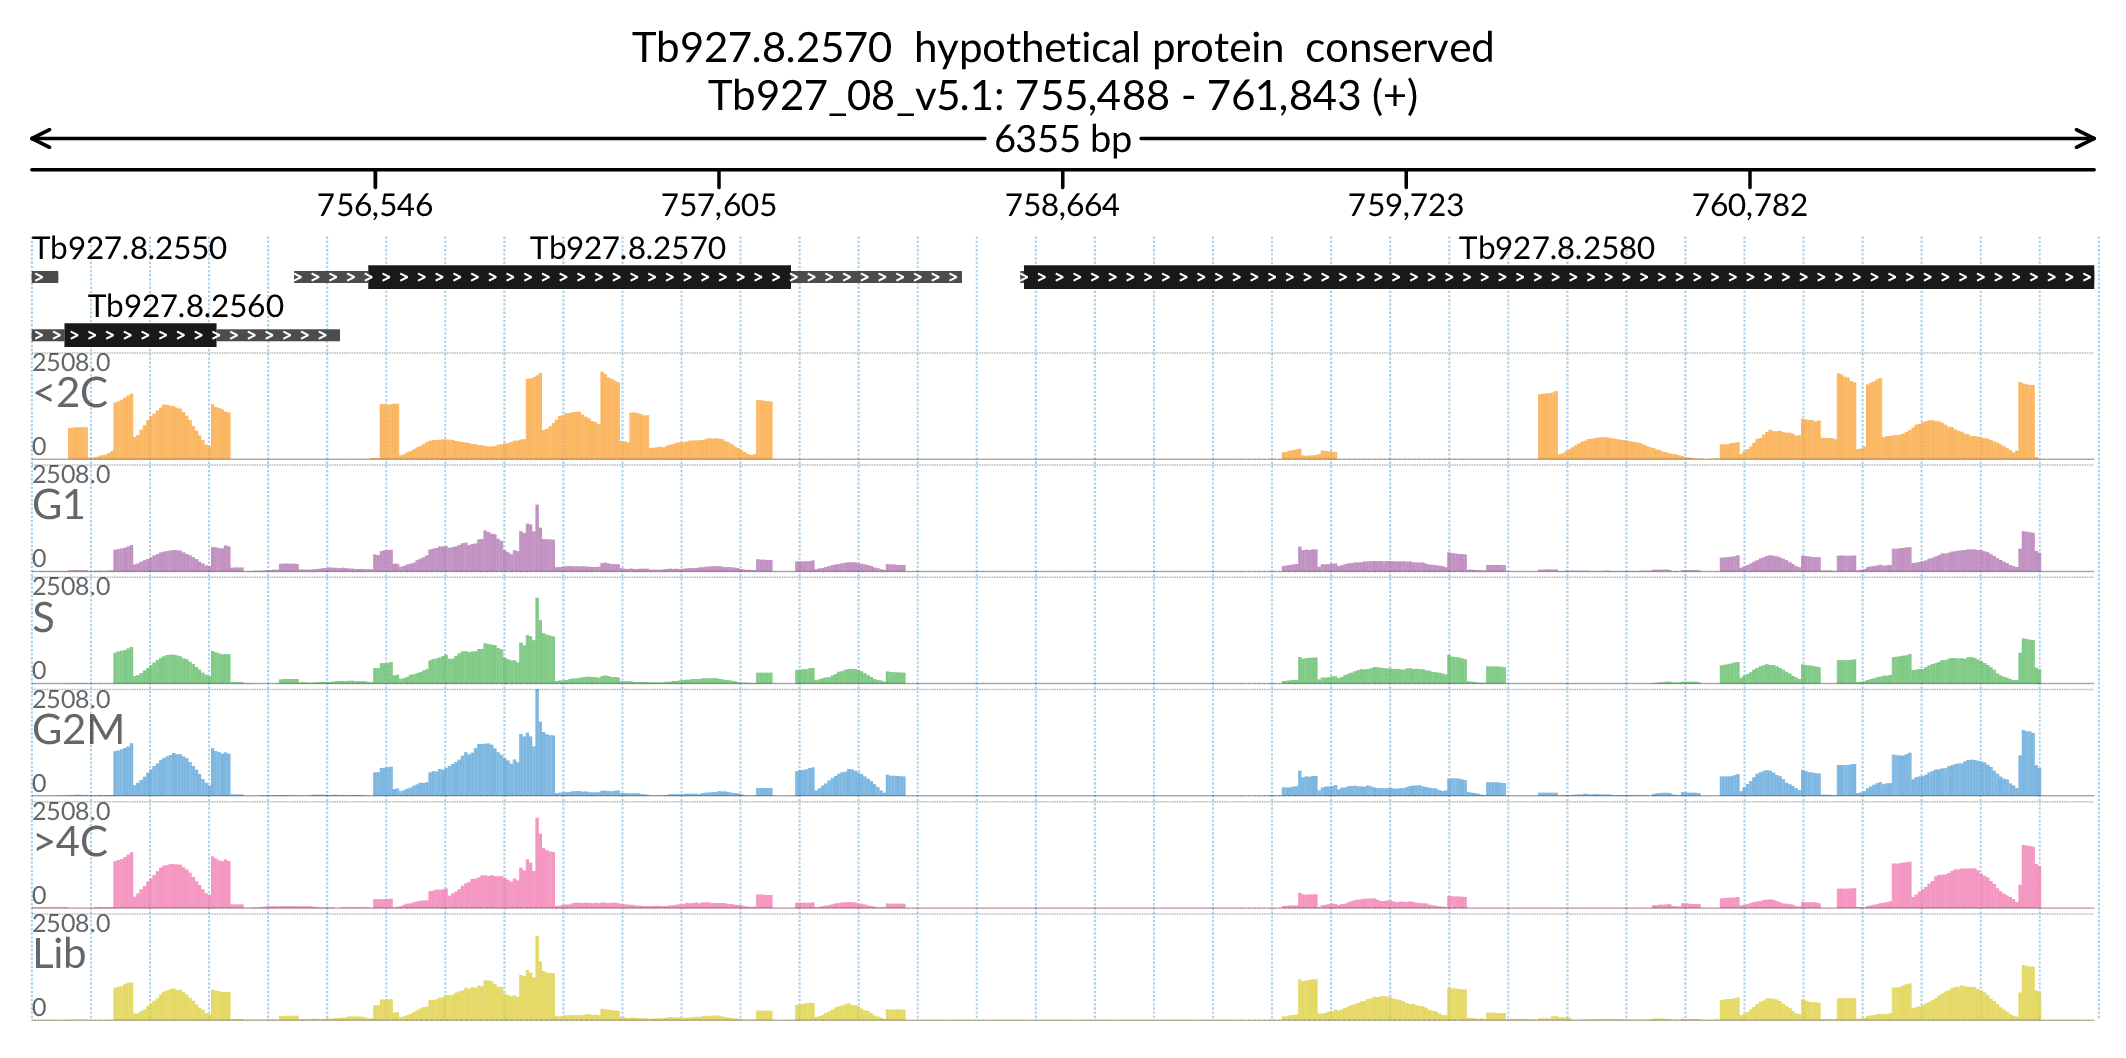 Tb927.8.2570  hypothetical protein  conserved
Tb927_08_v5.1: 755,488 - 761,843 (+)
6355 bp
756,546 757,605 758,664 759,723 760,782
Tb927.8.2550 Tb927.8.2570 Tb927.8.2580
Tb927.8.2560
2508.0
<2C
0
2508.0
G1
0
2508.0
S
0
2508.0
G2M
0
2508.0
>4C
0
2508.0
Lib
0